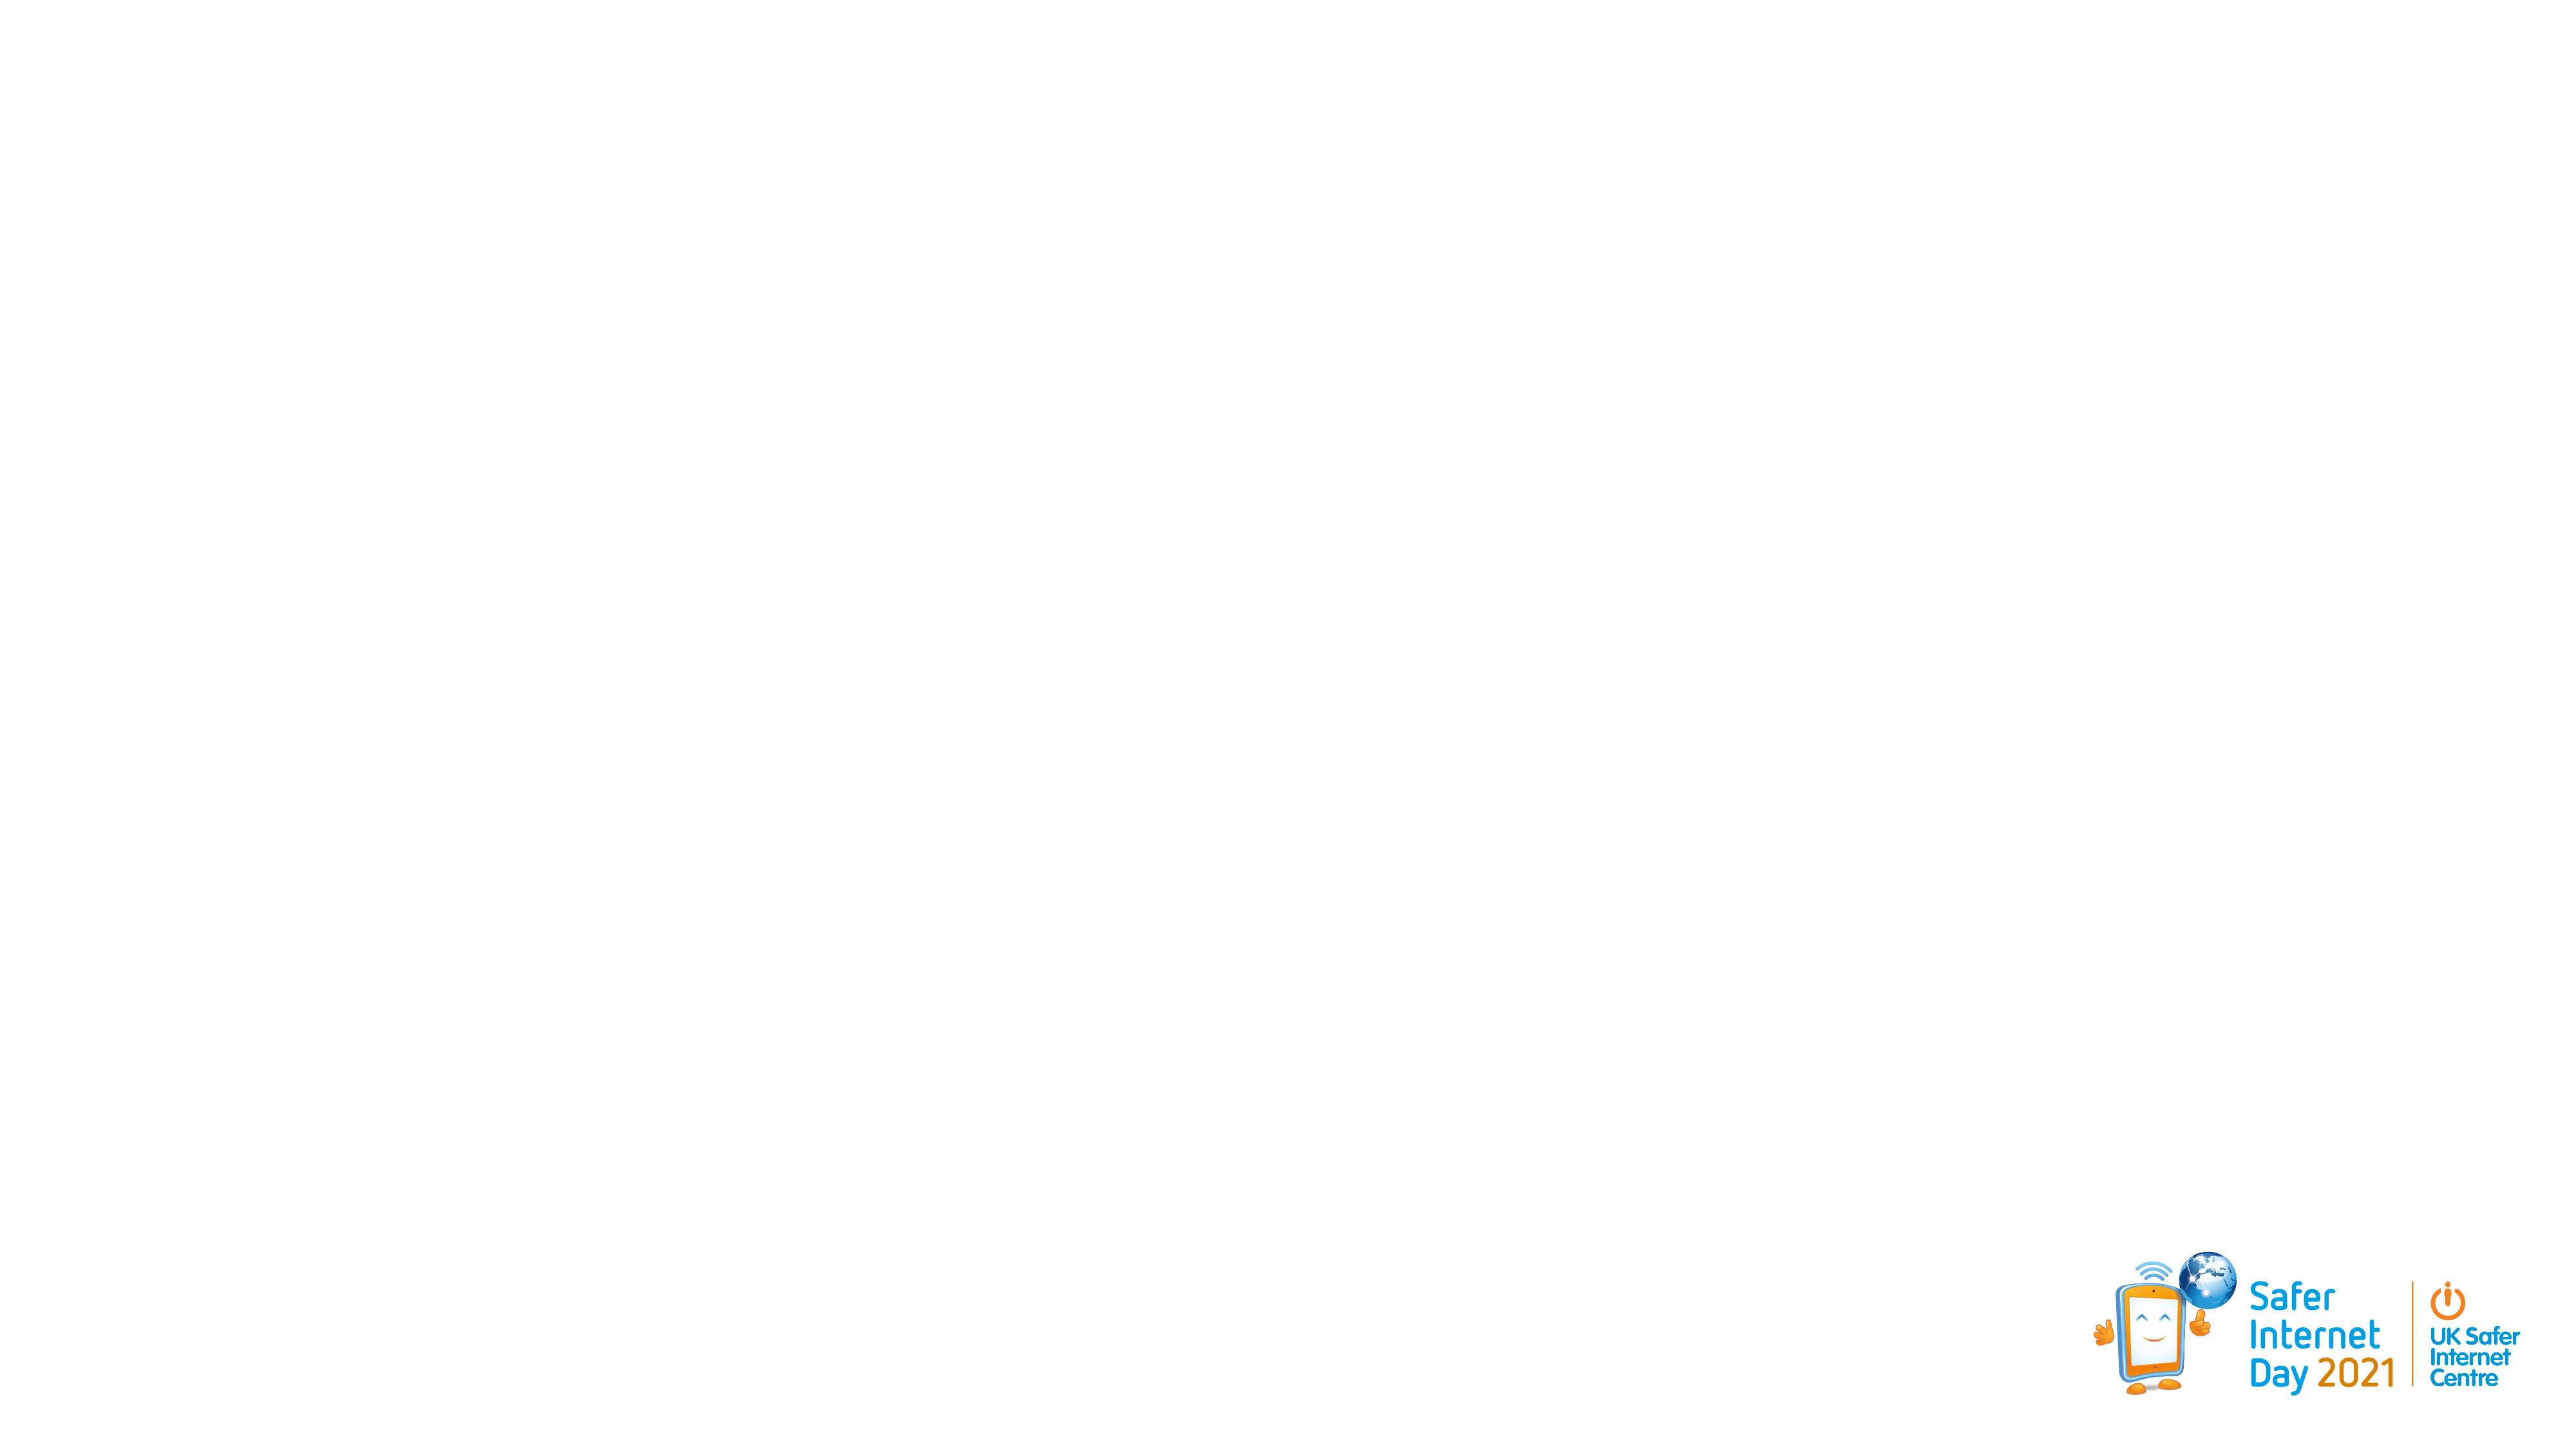 Safer
Internet
Day 2021
UK Safer
Internet
Centre